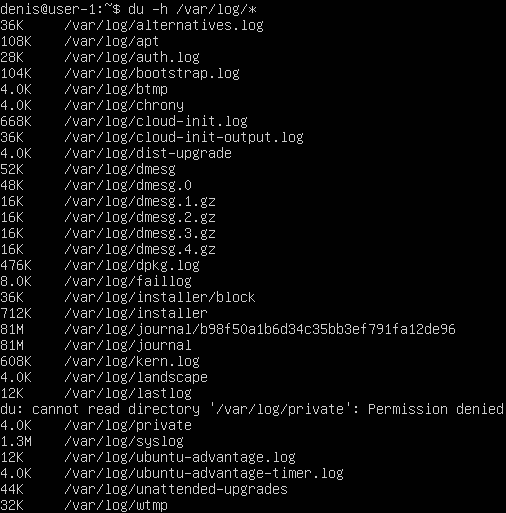 denis@user-1:~$ du -h /var/log/*
36K /var/log/alternatives.log
108K /var/log/apt
28K /var/log/auth.log
104K /var/log/bootstrap.log
4.0K /var/log/btmp
4.0K /var/log/chrony
668K /var/log/cloud-init.log
36K /var/log/cloud-init-output.log
4.0K /var/log/dist-upgrade
52K /var/log/dmesg
48K /var/log/dmesg.0
16K /var/log/dmesg.1.gz
16K /var/log/dmesg.2.gz
16K /var/log/dmesg.3.gz
16K /var/log/dmesg.4.gz
476K /var/log/dpkg.log
8.0K /var/log/faillog
36K /var/log/installer/block
712K /var/log/installer
81M /var/log/journal/b98f50a1b6d34c35bb3ef791fa12de96
81M /var/log/journal
608K /var/log/kern.log
4.0K /var/log/landscape
12K /var/log/lastlog
du: cannot read directory '/var/log/private': Permission denied
4.0K /var/log/private
1.3M /var/log/syslog
12K /var/log/ubuntu-advantage.log
4.0K /var/log/ubuntu-advantage-timer.log
44K /var/log/unattended-upgrades
32K /var/log/wtmp